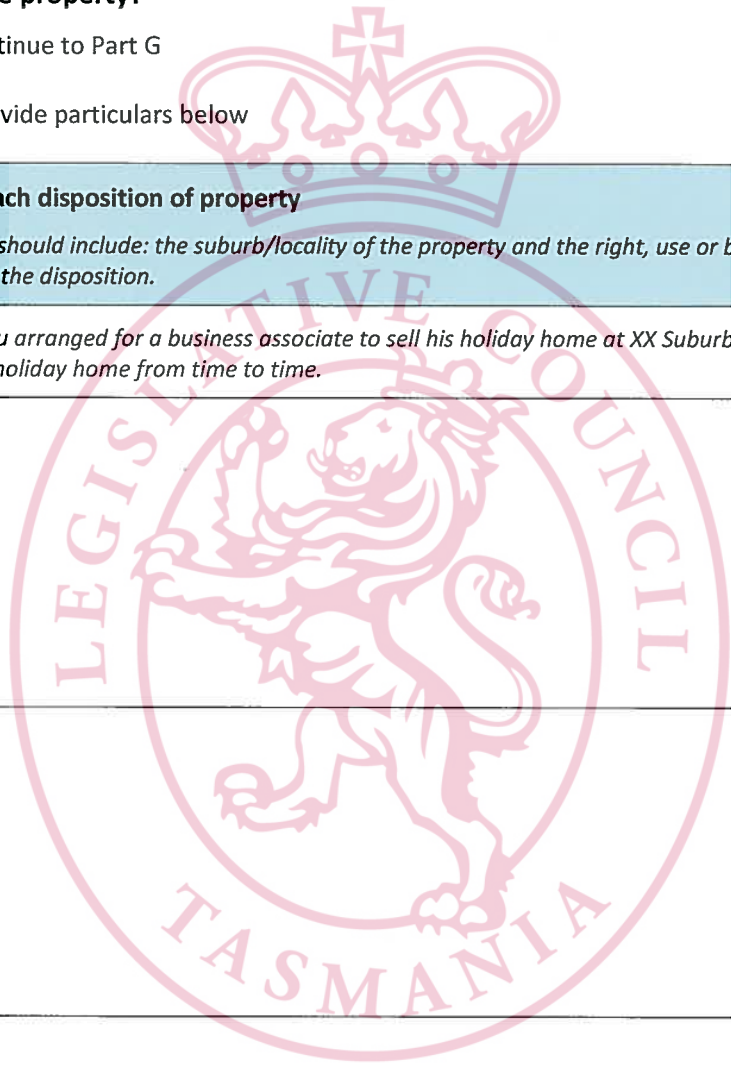 e property?
tinue to Part G
vide particulars below
ach disposition of property
should include: the suburb/locality of the property and the right, use or b
the disposition.
u arranged for a business associate to sell his holiday home at XX Suburb
holiday home from time to time.
LEGISLATIVE COUNCIL
TASMANIA